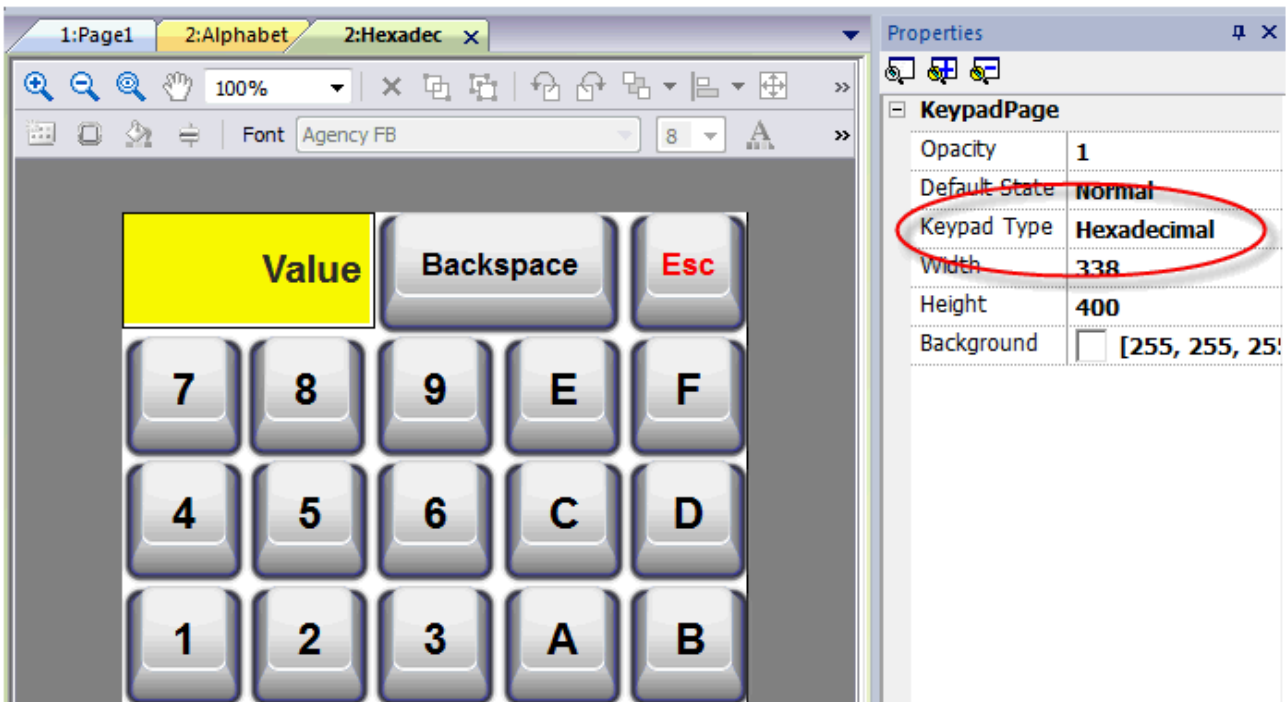 1:Page1 2:Alphabet 2:Hexadec
100%
Font Agency FB 8 A
Value Backspace Esc
7 8 9 E F
4 5 6 C D
1 2 3 A B
Properties
KeypadPage
Opacity 1
Default State Normal
Keypad Type Hexadecimal
Width 338
Height 400
Background [255, 255, 25